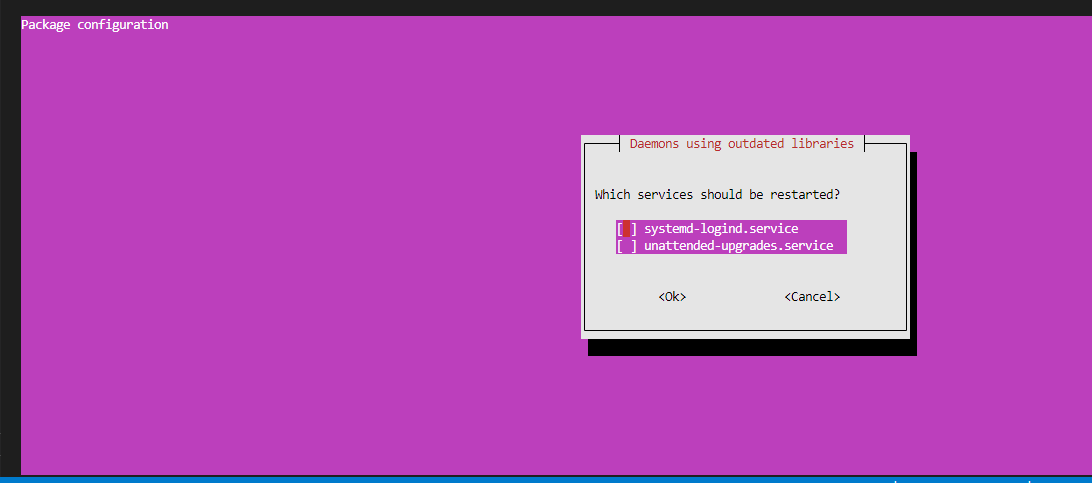 Package configuration
Daemons using outdated libraries
Which services should be restarted?
[ ] systemd-logind.service
[ ] unattended-upgrades.service
<Ok> <Cancel>